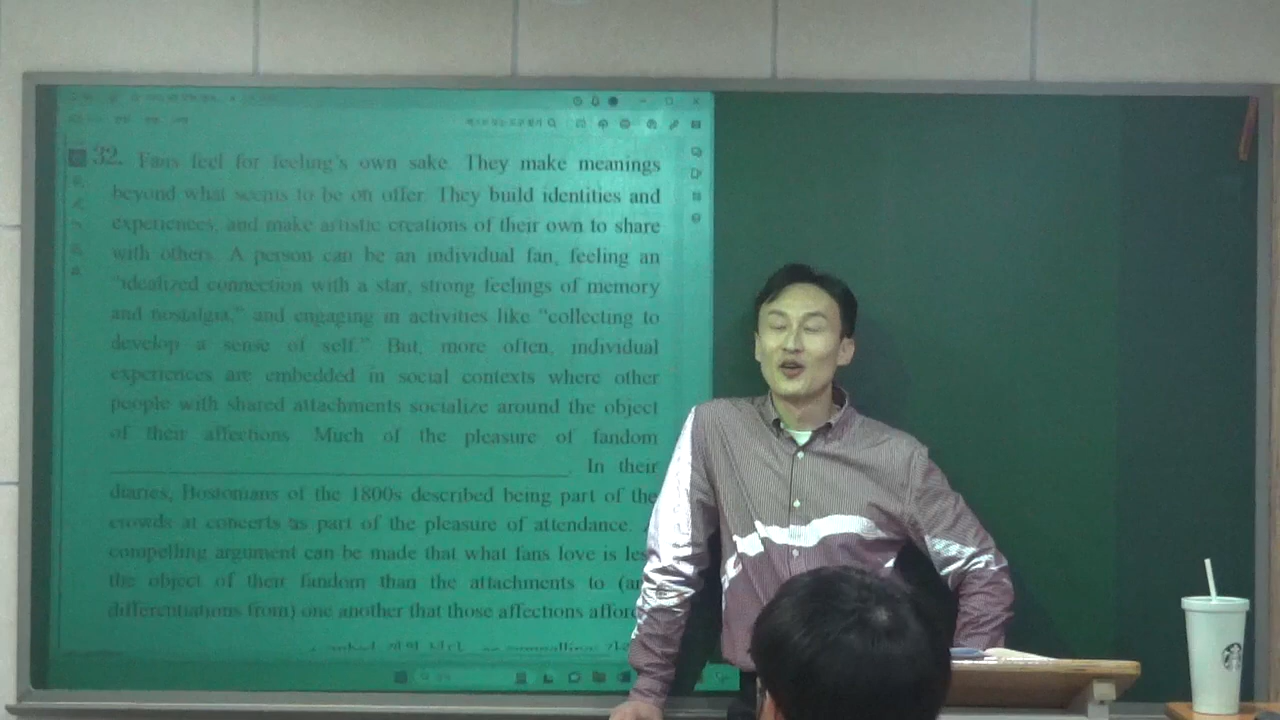 32. Fans feel for feeling's own sake. They make meanings
beyond what seems to be on offer. They build identities and
experiences, and make artistic creations of their own to share
with others. A person can be an individual fan, feeling an
"idealized connection with a star, strong feelings of memory
and nostalgia," and engaging in activities like "collecting to
develop a sense of self." But, more often, individual
experiences are embedded in social contexts where other
people with shared attachments socialize around the object
of their affections. Much of the pleasure of fandom
. In their
diaries, Bostonians of the 1800s described being part of the
crowds at concerts as part of the pleasure of attendance.
compelling argument can be made that what fans love is
the object of their fandom than the attachments to
differentiations from) one another that those affections